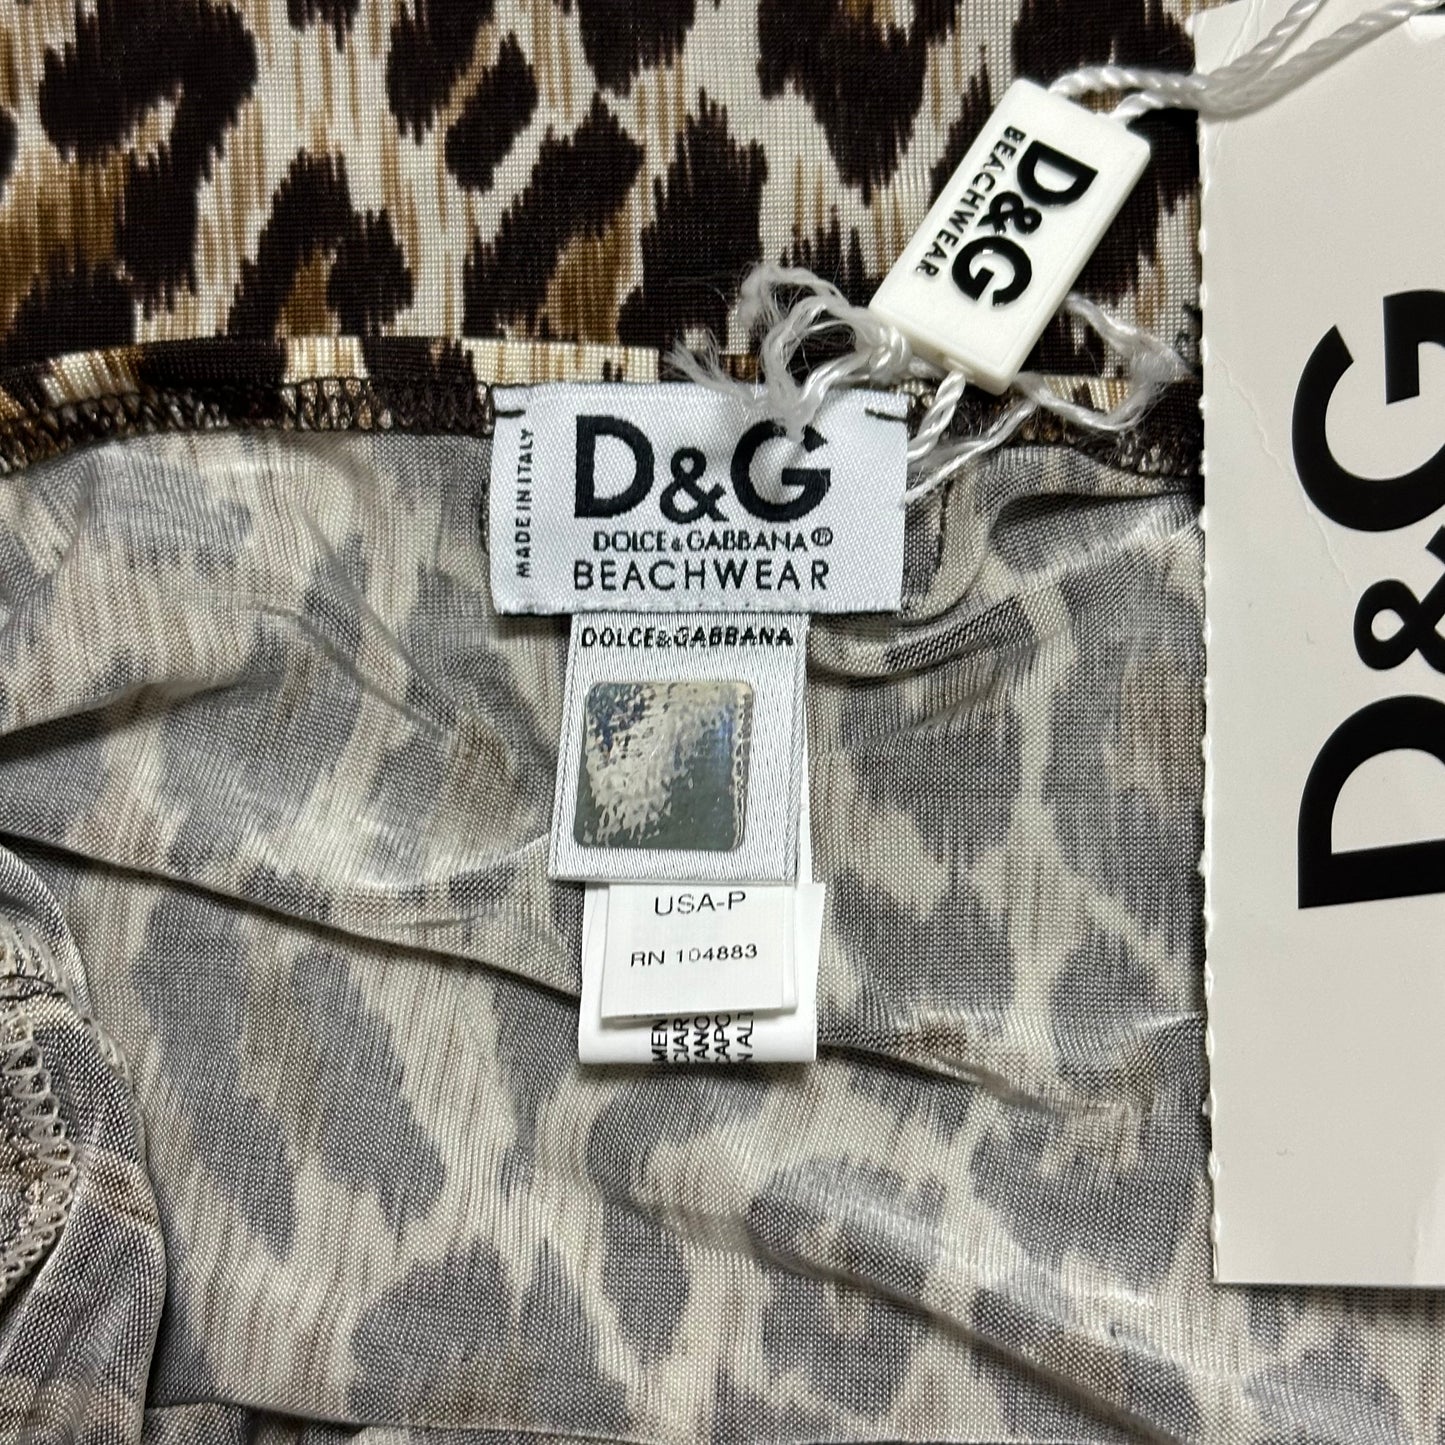 D&G
BEACHWEAR
MADE IN ITALY
D&G
DOLCE & GABBANA®
BEACHWEAR
DOLCE&GABBANA
USA-P
RN 104883
D&G